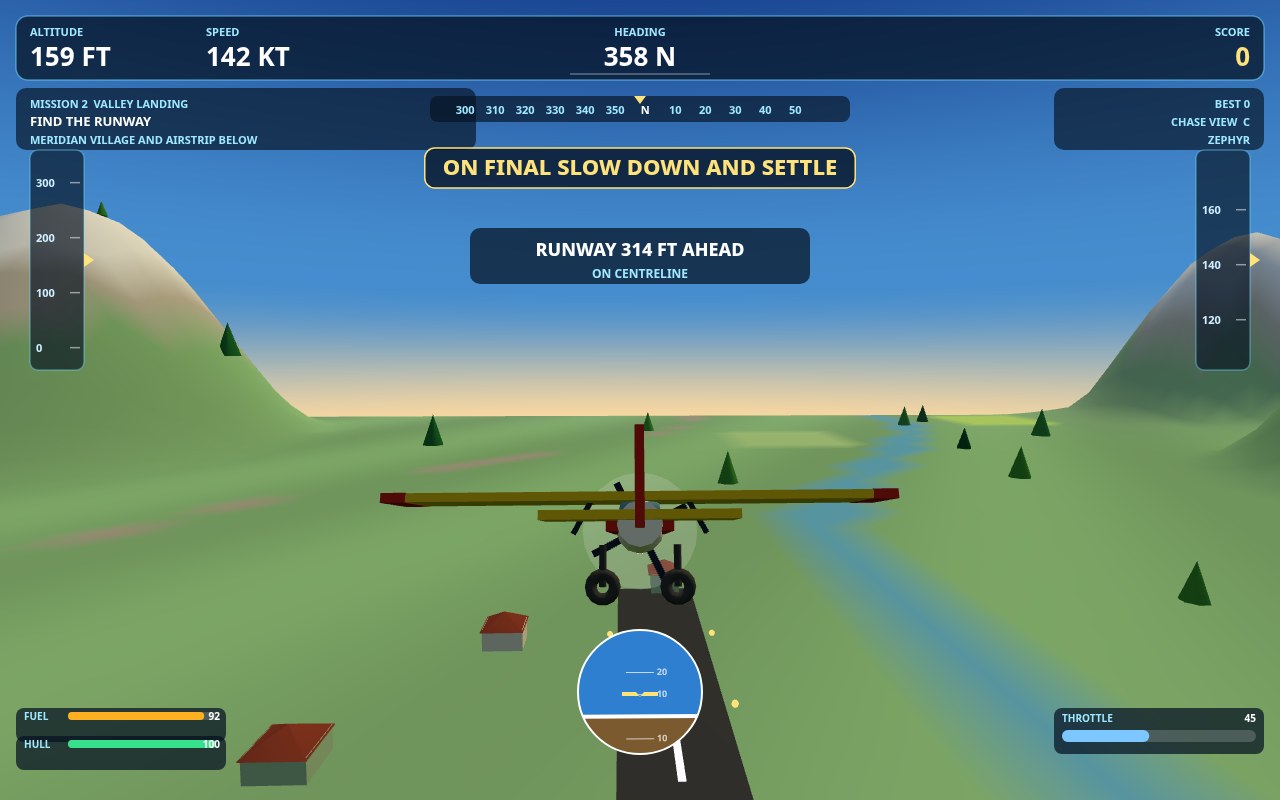 ALTITUDE
159 FT
SPEED
142 KT
HEADING
358 N
SCORE
0
MISSION 2 VALLEY LANDING
FIND THE RUNWAY
MERIDIAN VILLAGE AND AIRSTRIP BELOW
300 310 320 330 340 350 N 10 20 30 40 50
BEST 0
CHASE VIEW C
ZEPHYR
ON FINAL SLOW DOWN AND SETTLE
RUNWAY 314 FT AHEAD
ON CENTRELINE
300
200
100
0
160
140
120
20
10
10
FUEL 92
HULL 100
THROTTLE 45